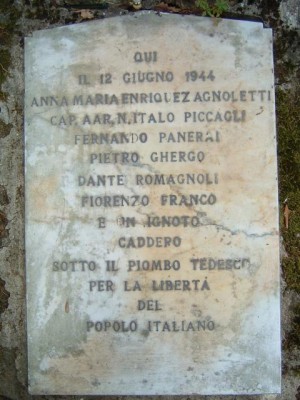 QUI
IL 12 GIUGNO 1944
ANNA MARIA ENRIQUEZ AGNOLETTI
CAP. AAR. N. ITALO PICCAGLI
FERNANDO PANERAI
PIETRO GHERGO
DANTE ROMAGNOLI
FIORENZO FRANCO
E UN IGNOTO
CADDERO
SOTTO IL PIOMBO TEDESCO
PER LA LIBERTÀ
DEL
POPOLO ITALIANO